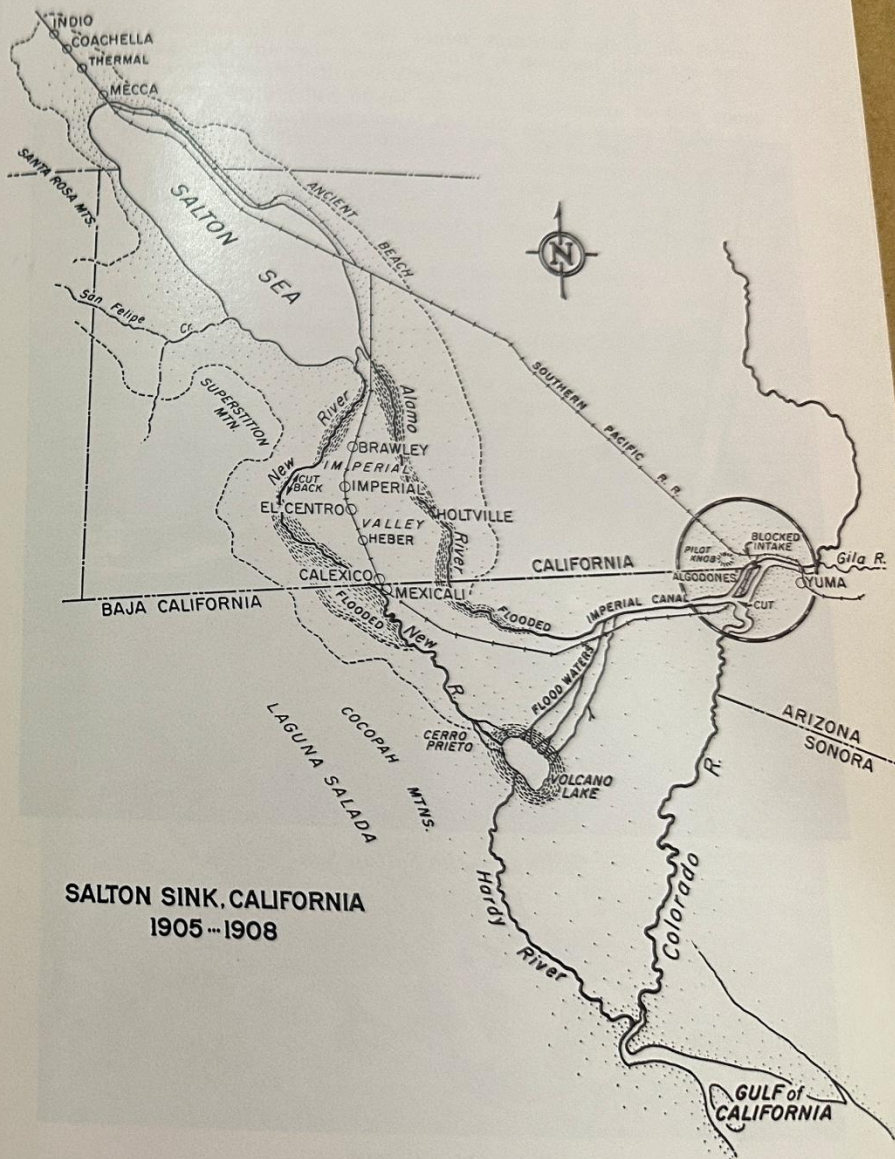 INDIO
COACHELLA
THERMAL
MECCA
SANTA ROSA MTS.
SALTON
SEA
ANCIENT
BEACH
N
San Felipe
Cr.
SUPERSTITION
MTN.
SOUTHERN
PACIFIC
R. R.
New
River
Alamo
River
BRAWLEY
IMPERIAL
CUT
BACK
IMPERIAL
EL CENTRO
HOLTVILLE
VALLEY
HEBER
CALEXICO
MEXICALI
CALIFORNIA
BAJA CALIFORNIA
PILOT
KNOB
BLOCKED
INTAKE
Gila R.
ALGODONES
YUMA
CUT
IMPERIAL CANAL
FLOODED
FLOODED
New
R.
FLOOD WATERS
CERRO
PRIETO
VOLCANO
LAKE
COCOPAH
MTNS.
LAGUNA SALADA
ARIZONA
SONORA
Hardy
River
Colorado
R.
SALTON SINK, CALIFORNIA
1905---1908
GULF of
CALIFORNIA